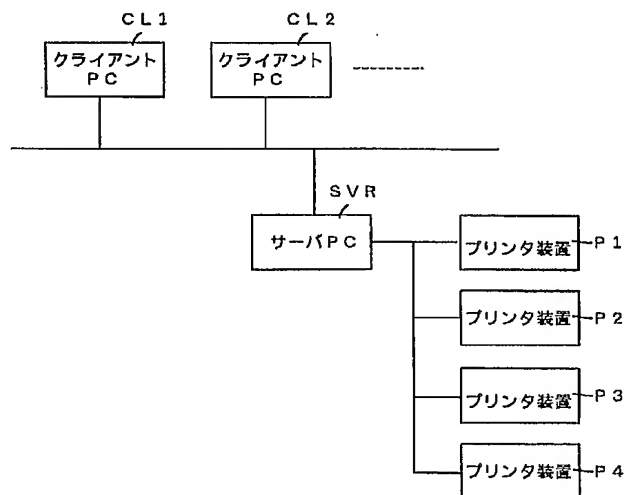 CL1
CL2
クライアント
PC
クライアント
PC
SVR
サーバPC
プリンタ装置
P1
プリンタ装置
P2
プリンタ装置
P3
プリンタ装置
P4